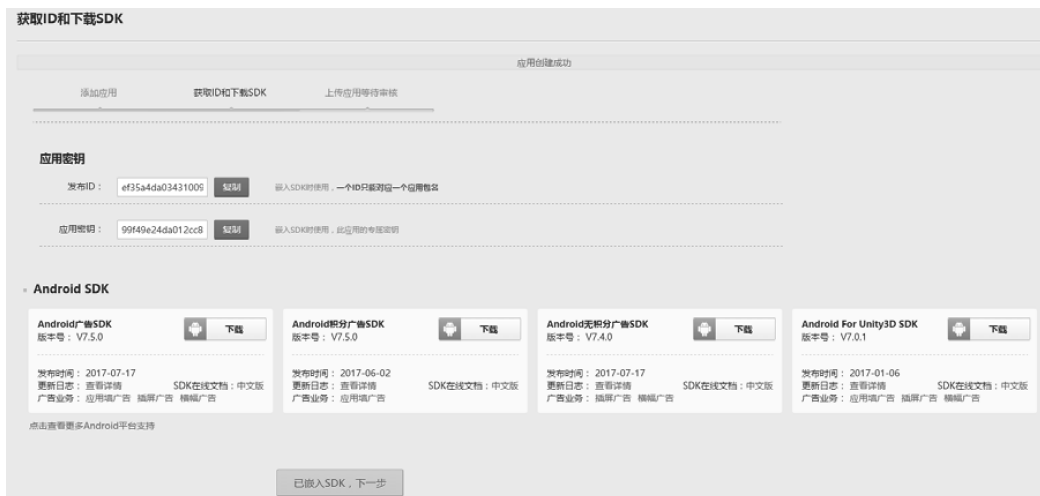 获取ID和下载SDK
应用创建成功
添加应用 获取ID和下载SDK 上传应用等待审核
应用密钥
发布ID： ef35a4da03431009 复制 嵌入SDK时使用，一个ID只能对应一个应用包名
应用密钥： 99f49e24da012cc8 复制 嵌入SDK时使用，此应用的专属密钥
Android SDK
Android广告SDK
版本号： V7.5.0
下载
发布时间： 2017-07-17
更新日志： 查看详情 SDK在线文档：中文版
广告业务： 应用墙广告 插屏广告 横幅广告
Android积分广告SDK
版本号： V7.5.0
下载
发布时间： 2017-06-02
更新日志： 查看详情 SDK在线文档：中文版
广告业务： 应用墙广告
Android无积分广告SDK
版本号： V7.4.0
下载
发布时间： 2017-07-17
更新日志： 查看详情 SDK在线文档：中文版
广告业务： 插屏广告 横幅广告
Android For Unity3D SDK
版本号： V7.0.1
下载
发布时间： 2017-01-06
更新日志： 查看详情 SDK在线文档：中文版
广告业务： 应用墙广告 插屏广告 横幅广告
点击查看更多Android平台支持
已嵌入SDK，下一步